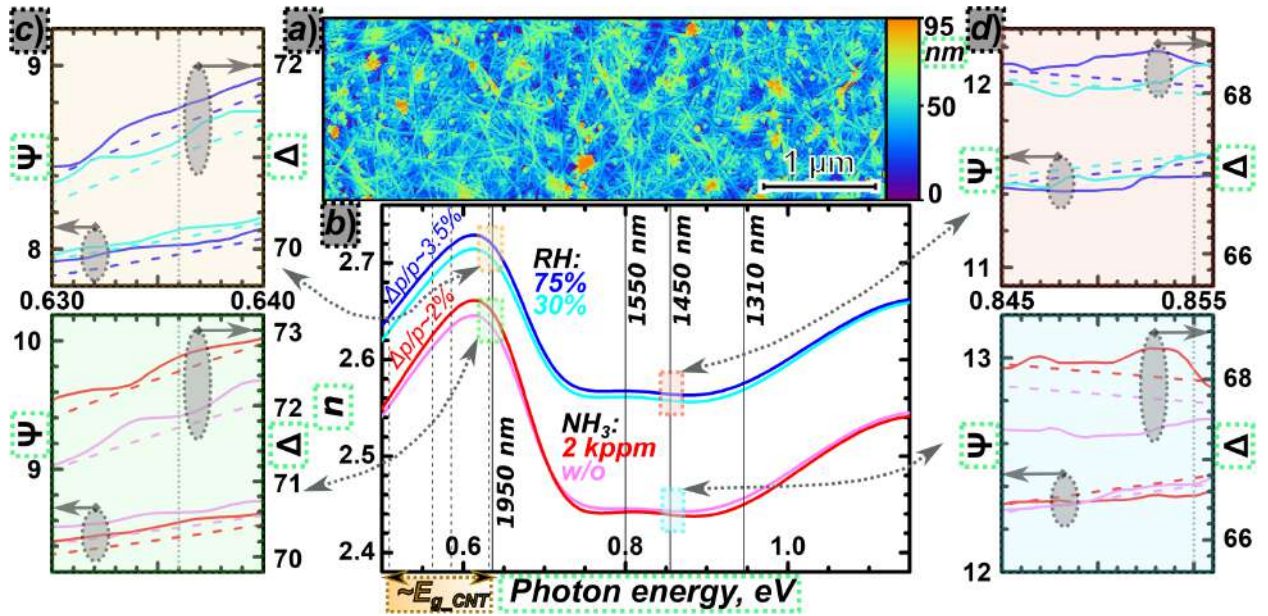 c)
9
8
Ψ
72
70
Δ
0.630
0.640
a)
1 μm
95
nm
50
0
d)
12
11
Ψ
68
66
Δ
0.845
0.855
b)
2.7
2.6
2.5
2.4
n
Δp/p~3.5%
Δp/p~2%
RH:
75%
30%
NH₃:
2 kppm
w/o
1950 nm
1550 nm
1450 nm
1310 nm
0.6
0.8
1.0
~E_g_CNT
Photon energy, eV
10
9
Ψ
73
72
71
70
Δ
13
12
Ψ
68
66
Δ